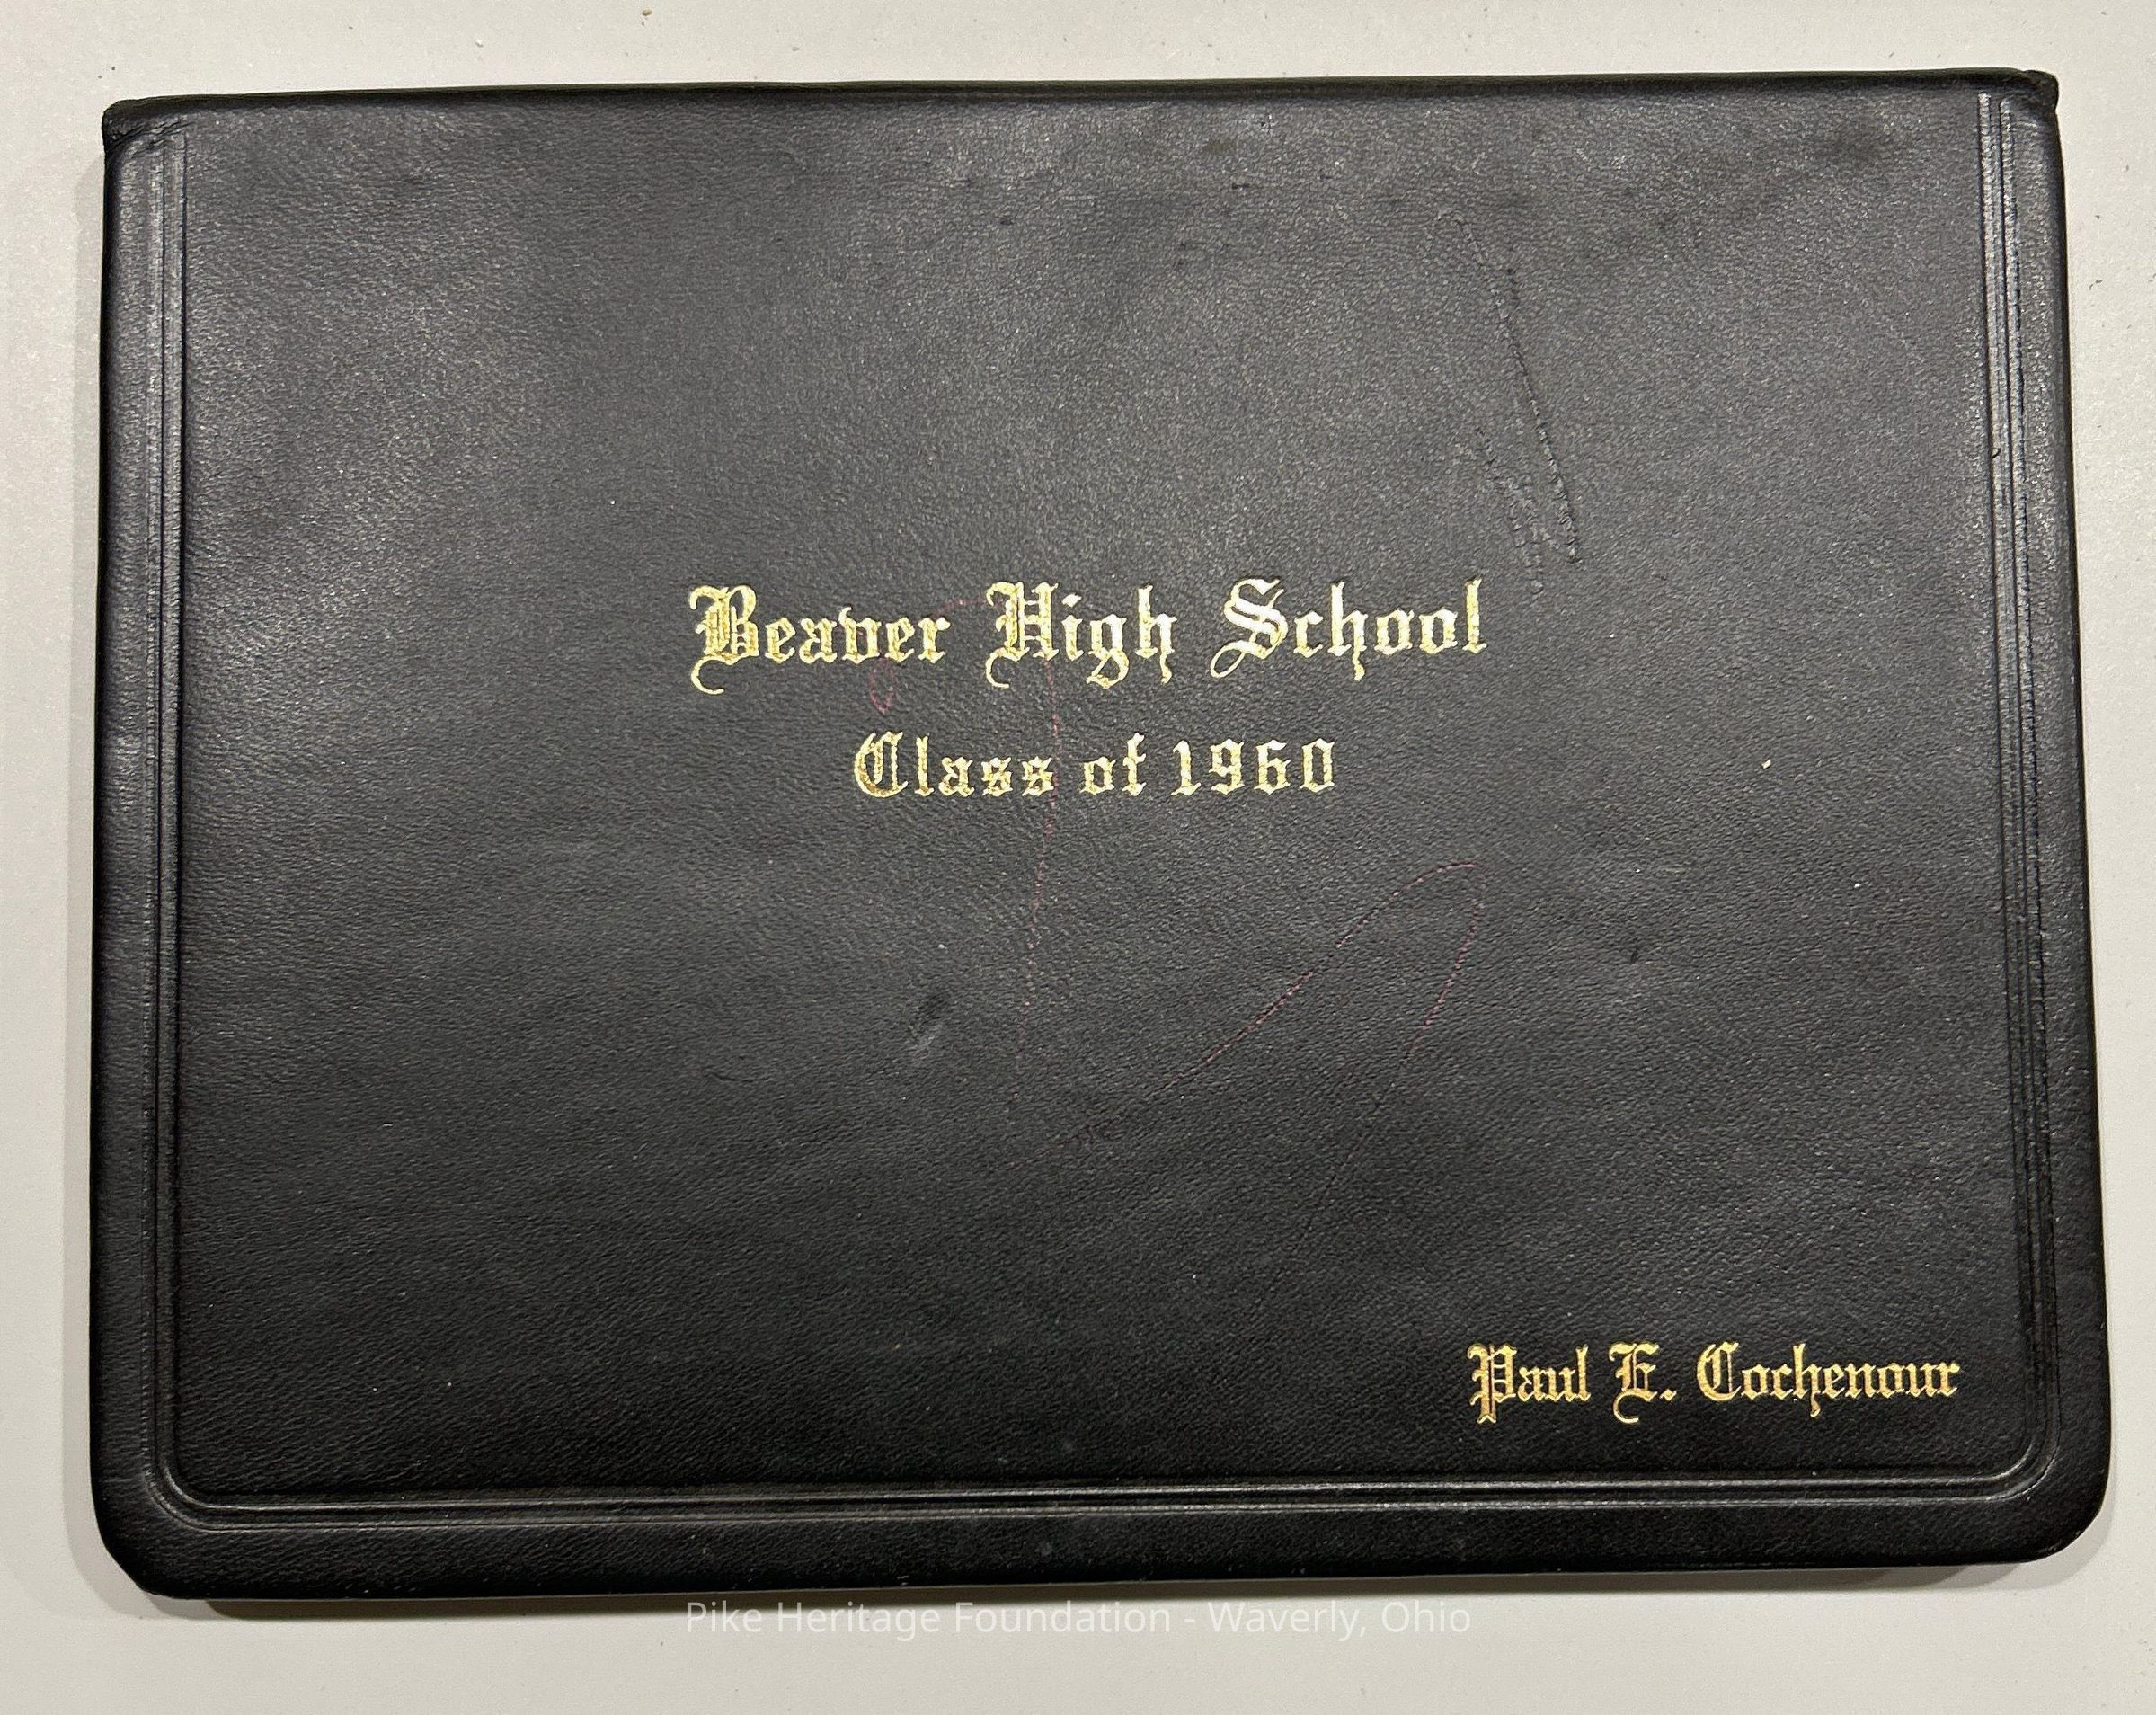 Beaver High School
Class of 1960
Paul E. Cochenour
Pike Heritage Foundation - Waverly, Ohio